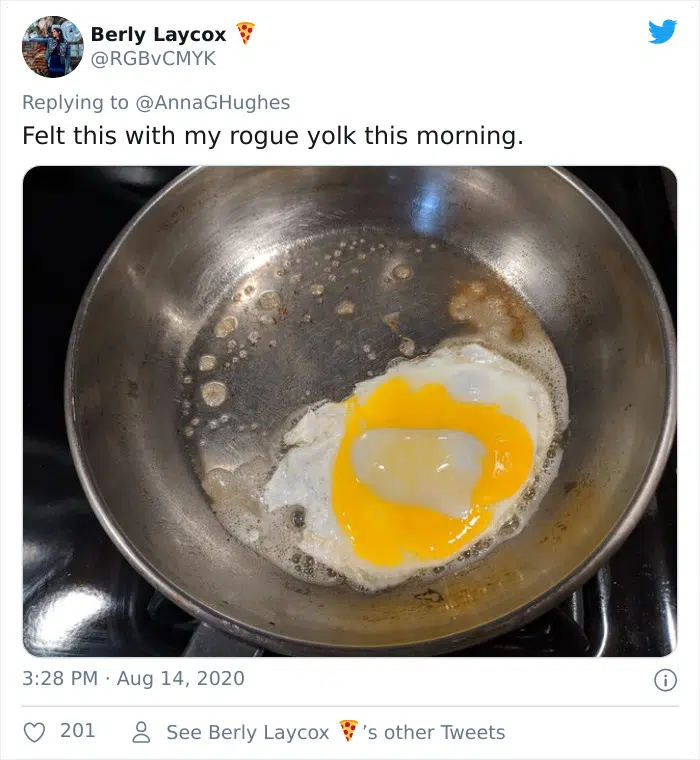 Berly Laycox 🍕
@RGBvCMYK
Replying to @AnnaGHughes
Felt this with my rogue yolk this morning.
3:28 PM · Aug 14, 2020
201 See Berly Laycox 🍕's other Tweets